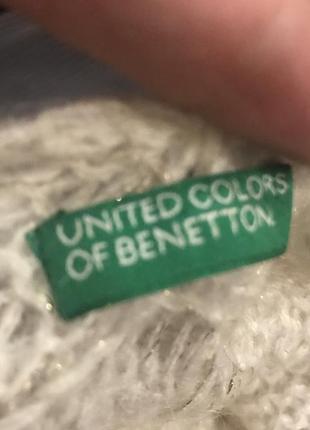 UNITED COLORS
OF BENETTON.